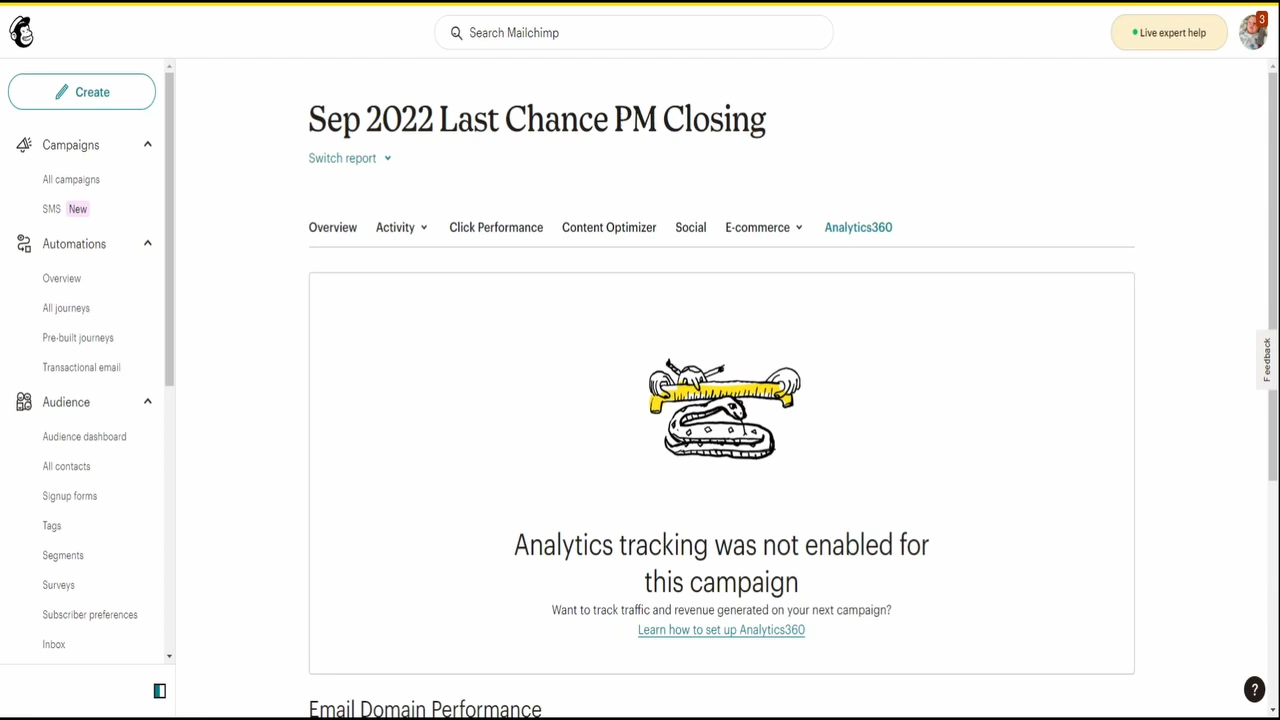 Search Mailchimp
Live expert help
3
Create
Campaigns
All campaigns
SMS New
Automations
Overview
All journeys
Pre-built journeys
Transactional email
Audience
Audience dashboard
All contacts
Signup forms
Tags
Segments
Surveys
Subscriber preferences
Inbox
Sep 2022 Last Chance PM Closing
Switch report
Overview Activity Click Performance Content Optimizer Social E-commerce Analytics360
Analytics tracking was not enabled for
this campaign
Want to track traffic and revenue generated on your next campaign?
Learn how to set up Analytics360
Email Domain Performance
Feedback
?